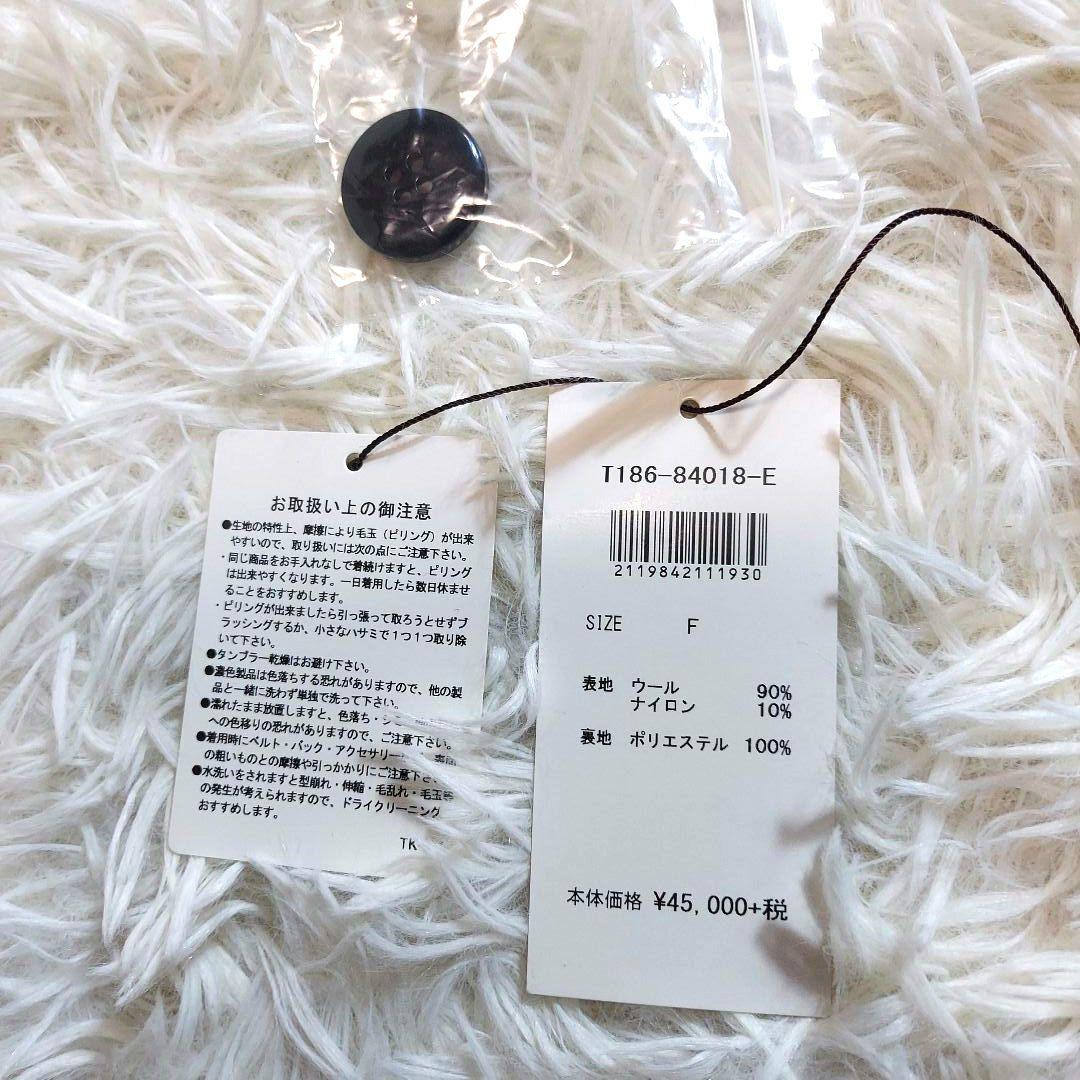 お取扱い上の御注意
●生地の特性上、摩擦により毛玉（ピリング）が出来
やすいので、取り扱いには次の点にご注意下さい。
・同じ商品をお手入れなしで着続けますと、ピリング
は出来やすくなります。一日着用したら数日休ませ
ることをおすすめします。
・ピリングが出来ましたら引っ張って取ろうとせずブ
ラッシングするか、小さなハサミで1つ1つ取り除
いて下さい。
●タンブラー乾燥はお避け下さい。
●濃色製品は色落ちする恐れがありますので、他の製
品と一緒に洗わず単独で洗って下さい。
●濡れたまま放置しますと、色落ち・シ
への色移りの恐れがありますので、ご注意下さい。
●着用時にベルト・バック・アクセサリー
の粗いものとの摩擦や引っかかりにご注意下さ
●水洗いをされますと型崩れ・伸縮・毛乱れ・毛玉等
の発生が考えられますので、ドライクリーニング
おすすめします。
TK
T186-84018-E
2119842111930
SIZE F
表地 ウール 90%
ナイロン 10%
裏地 ポリエステル 100%
本体価格 ¥45,000+税